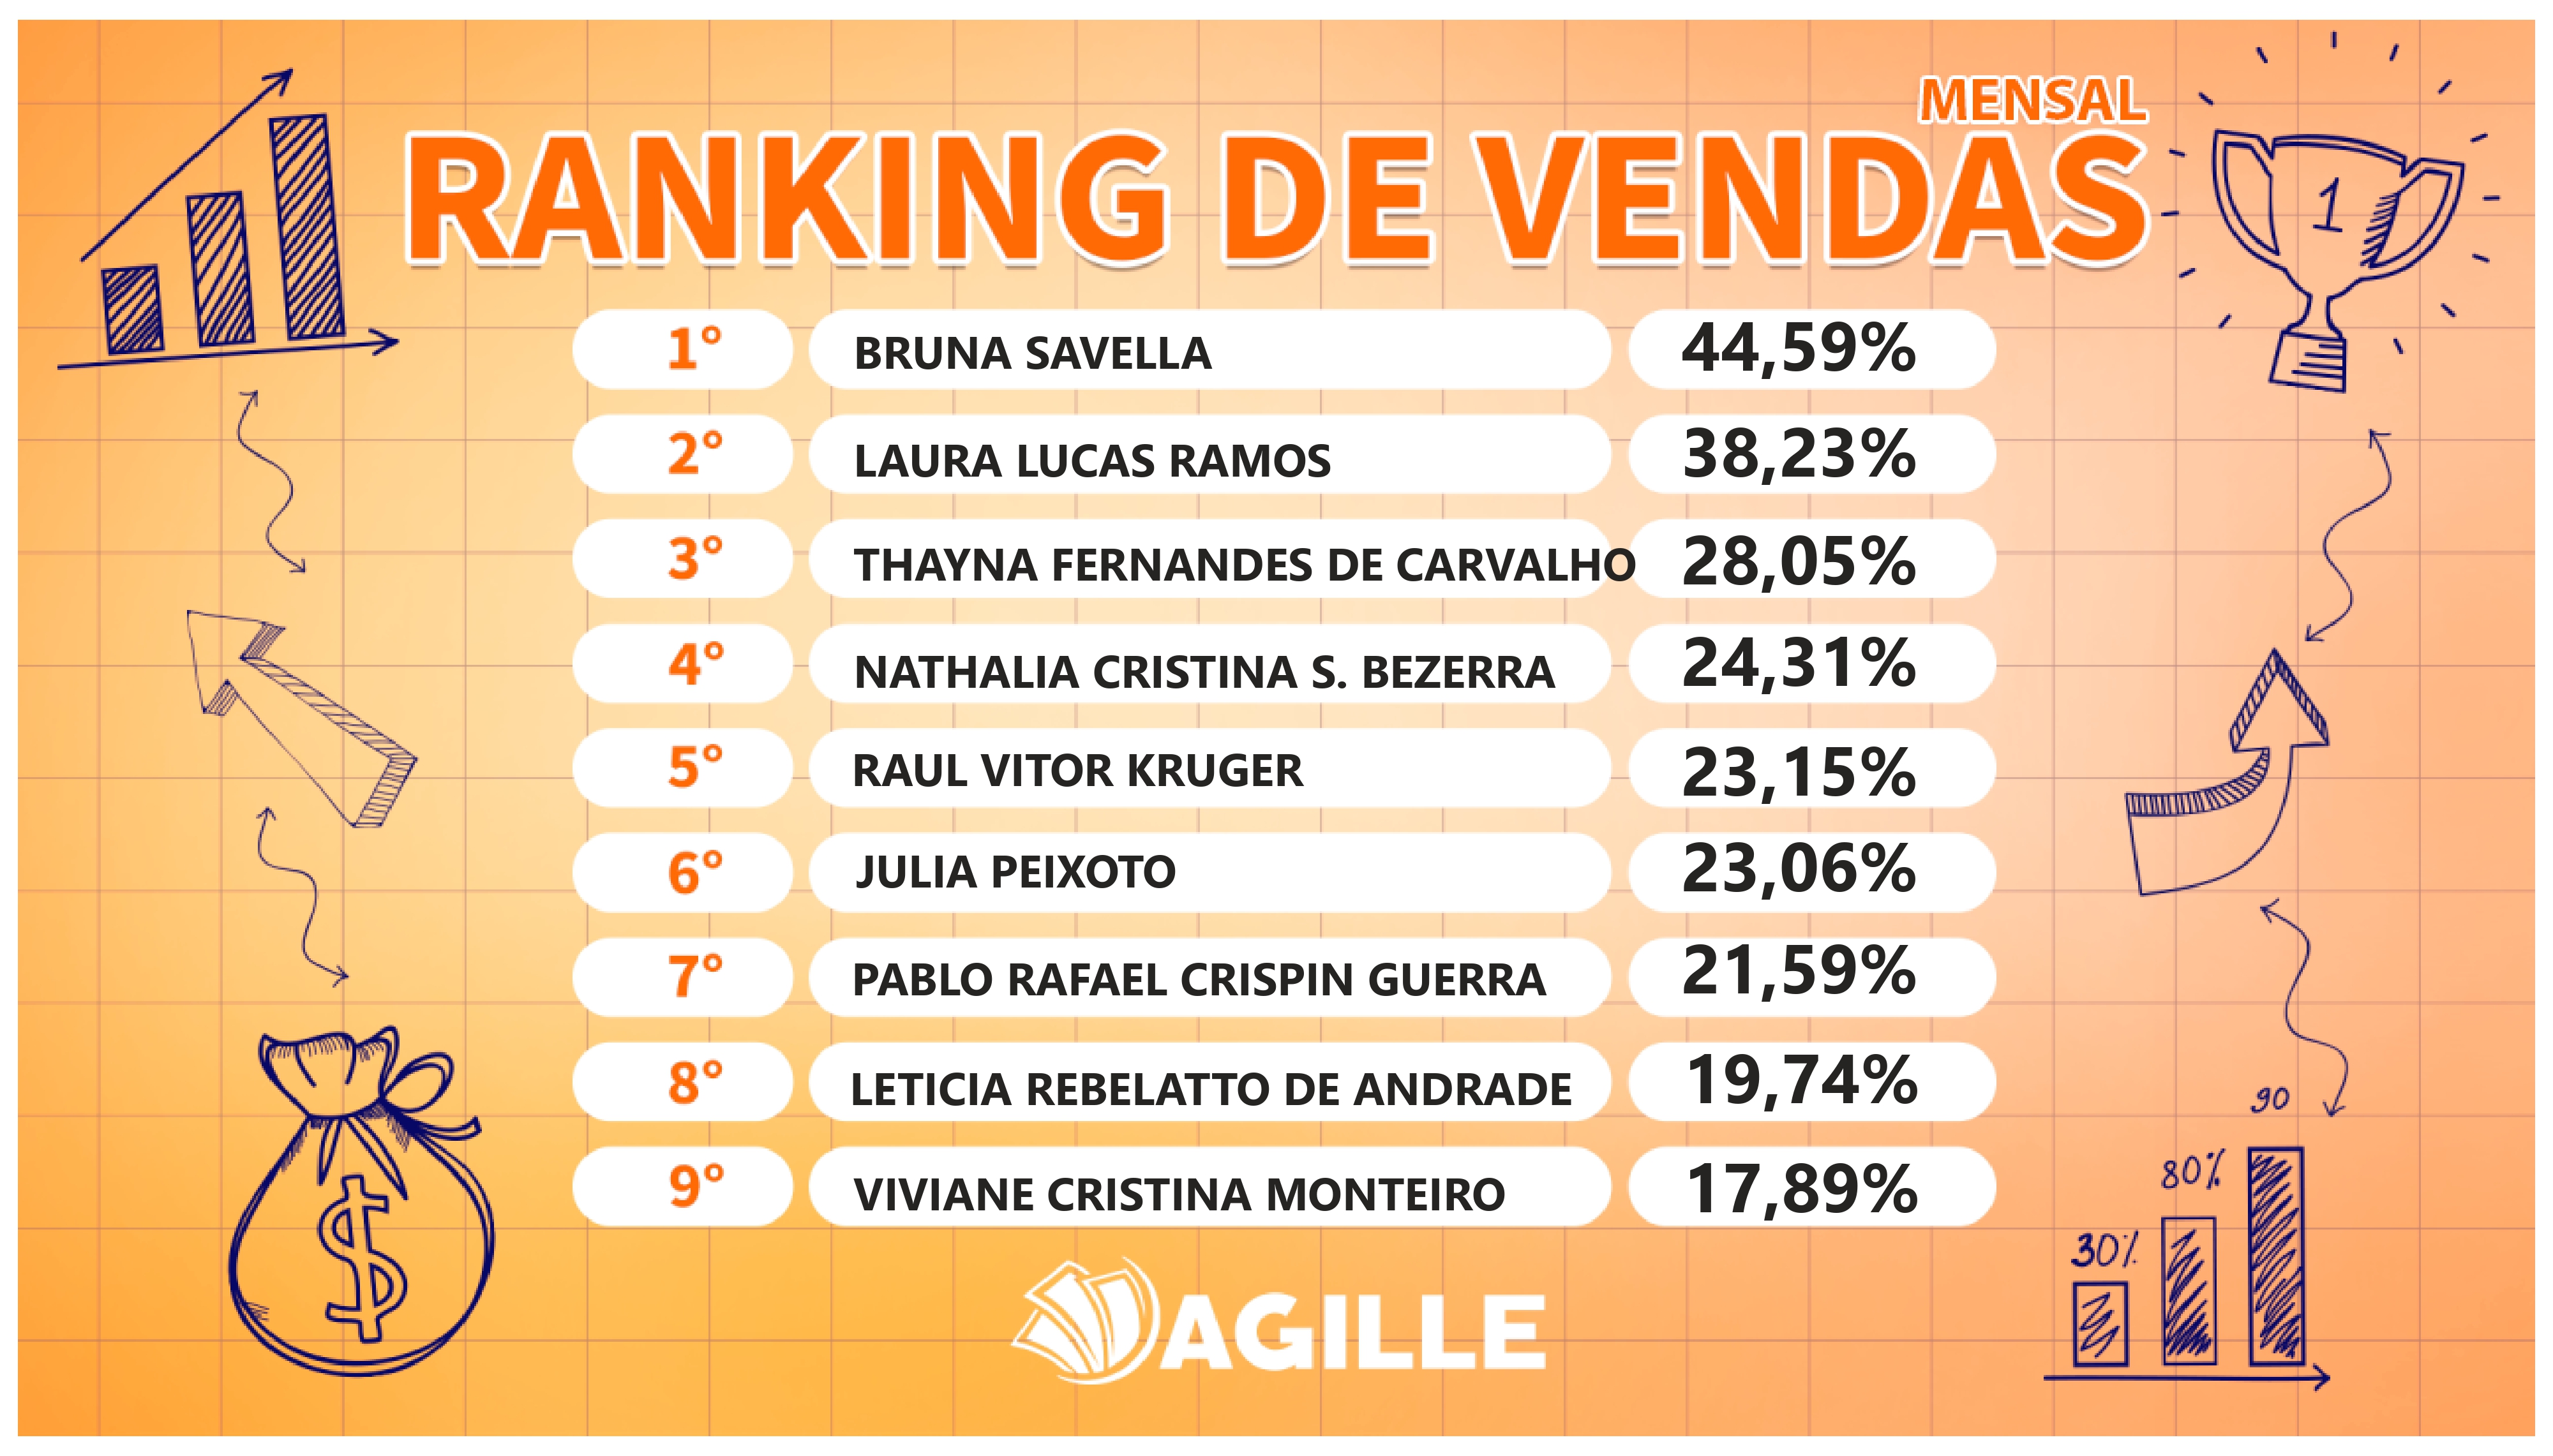 MENSAL
RANKING DE VENDAS
1
1° BRUNA SAVELLA 44,59%
2° LAURA LUCAS RAMOS 38,23%
3° THAYNA FERNANDES DE CARVALHO 28,05%
4° NATHALIA CRISTINA S. BEZERRA 24,31%
5° RAUL VITOR KRUGER 23,15%
6° JULIA PEIXOTO 23,06%
7° PABLO RAFAEL CRISPIN GUERRA 21,59%
8° LETICIA REBELATTO DE ANDRADE 19,74%
9° VIVIANE CRISTINA MONTEIRO 17,89%
$
30%
80%
90
AGILLE